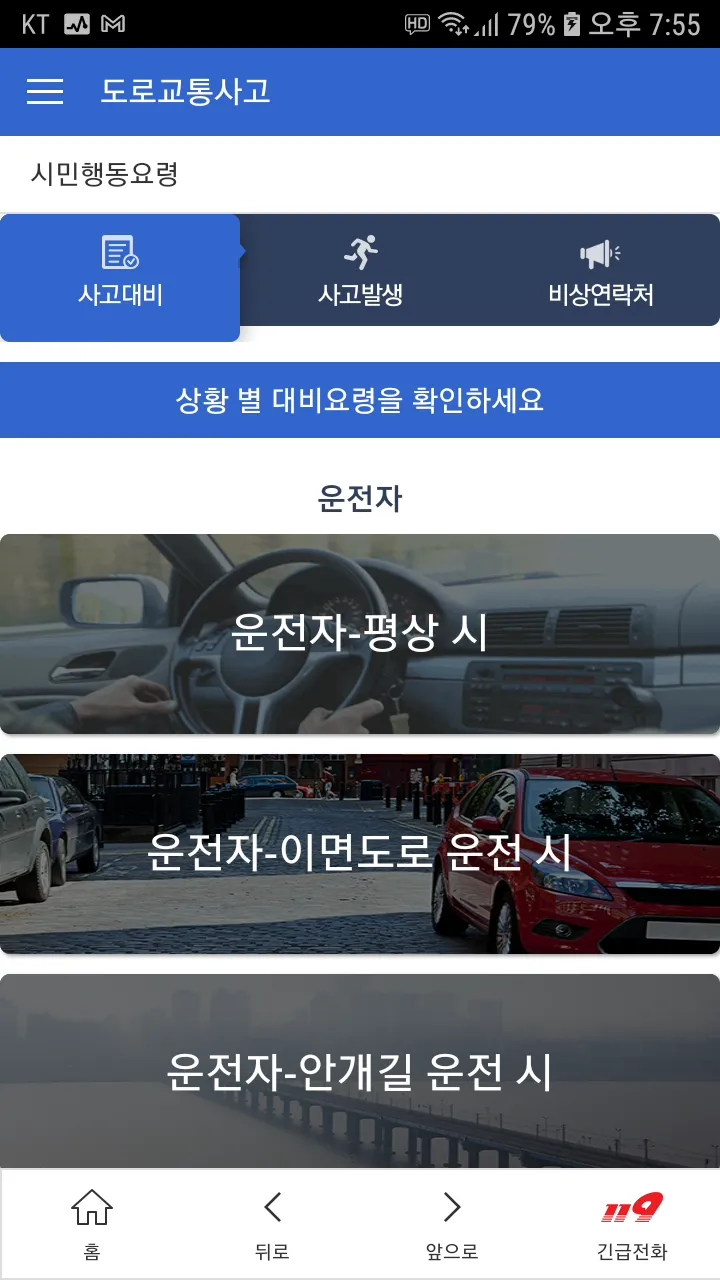 KT HD 79% 오후 7:55
도로교통사고
시민행동요령
사고대비 사고발생 비상연락처
상황 별 대비요령을 확인하세요
운전자
운전자-평상 시
운전자-이면도로 운전 시
운전자-안개길 운전 시
119
홈 뒤로 앞으로 긴급전화